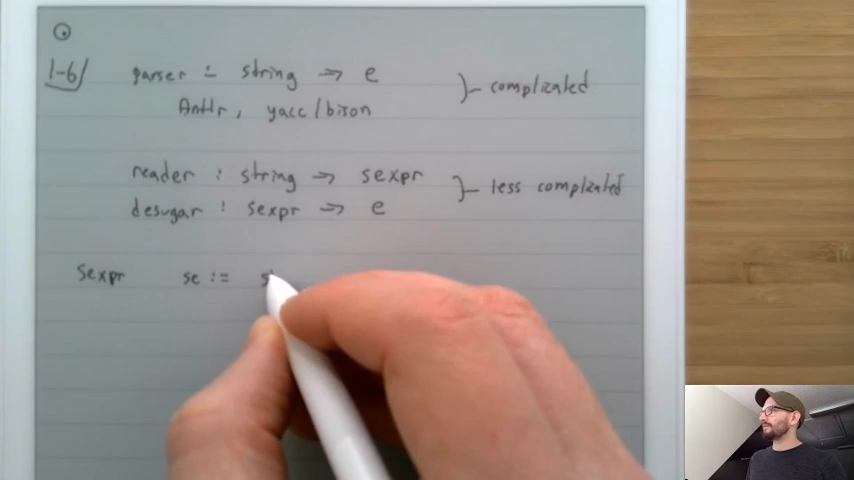 1-6/ parser : string → e }- complicated
Antlr, yacc/bison
reader : string → sexpr }- less complicated
desugar : sexpr → e
Sexpr se := s